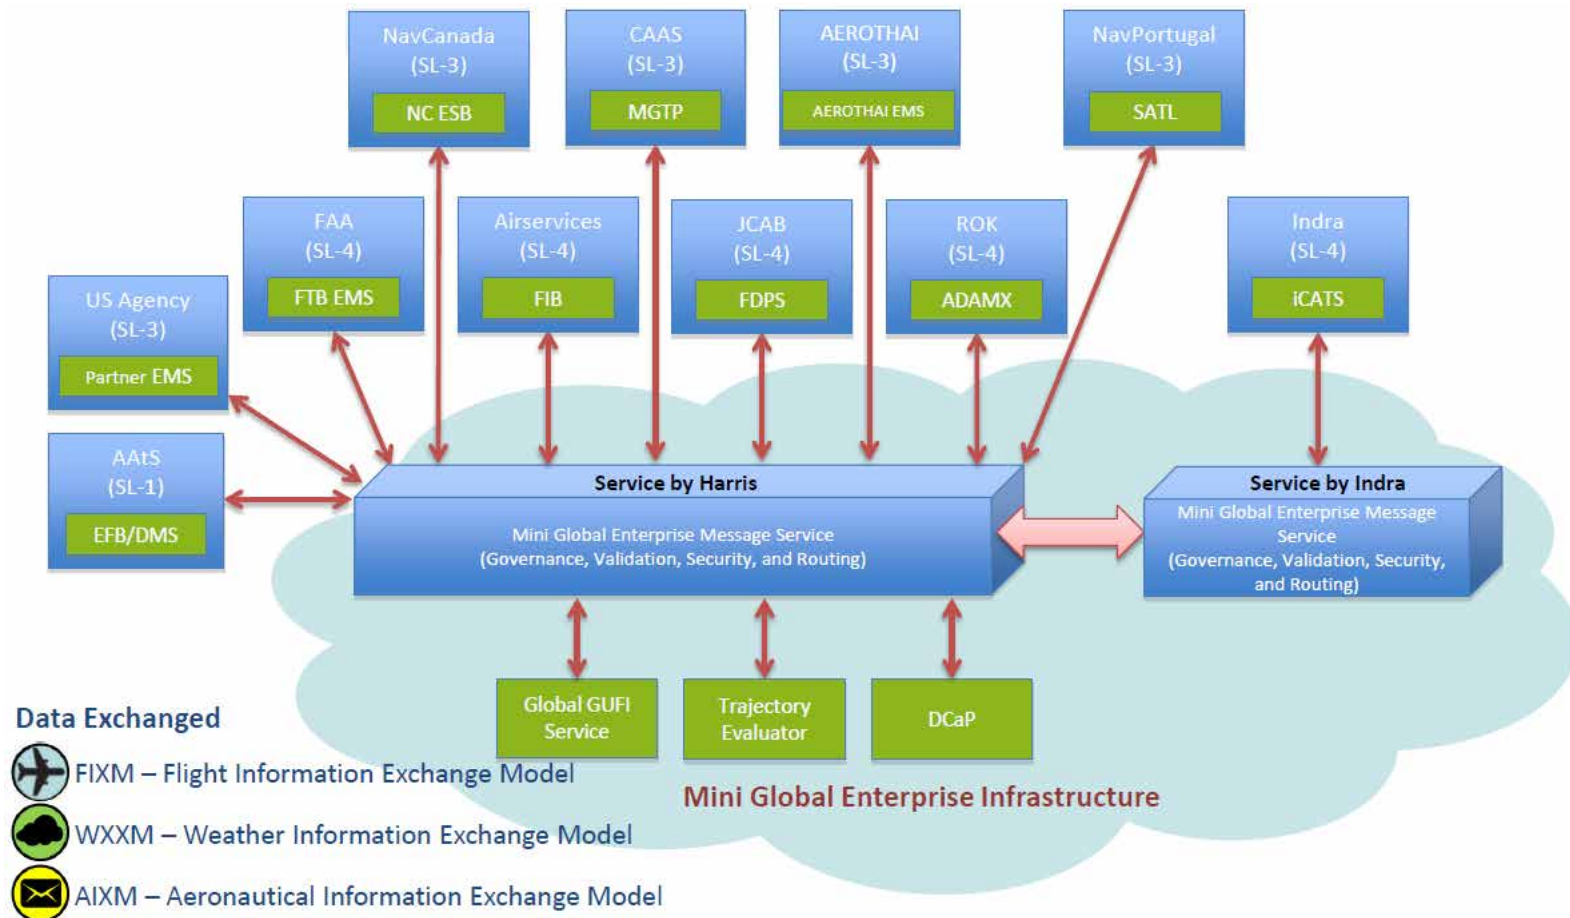 NavCanada
(SL-3)
NC ESB
CAAS
(SL-3)
MGTP
AEROTHAI
(SL-3)
AEROTHAI EMS
NavPortugal
(SL-3)
SATL
FAA
(SL-4)
FTB EMS
Airservices
(SL-4)
FIB
JCAB
(SL-4)
FDPS
ROK
(SL-4)
ADAMX
Indra
(SL-4)
iCATS
US Agency
(SL-3)
Partner EMS
AAtS
(SL-1)
EFB/DMS
Service by Harris
Mini Global Enterprise Message Service
(Governance, Validation, Security, and Routing)
Service by Indra
Mini Global Enterprise Message
Service
(Governance, Validation, Security,
and Routing)
Global GUFI
Service
Trajectory
Evaluator
DCaP
Mini Global Enterprise Infrastructure
Data Exchanged
FIXM – Flight Information Exchange Model
WXXM – Weather Information Exchange Model
AIXM – Aeronautical Information Exchange Model